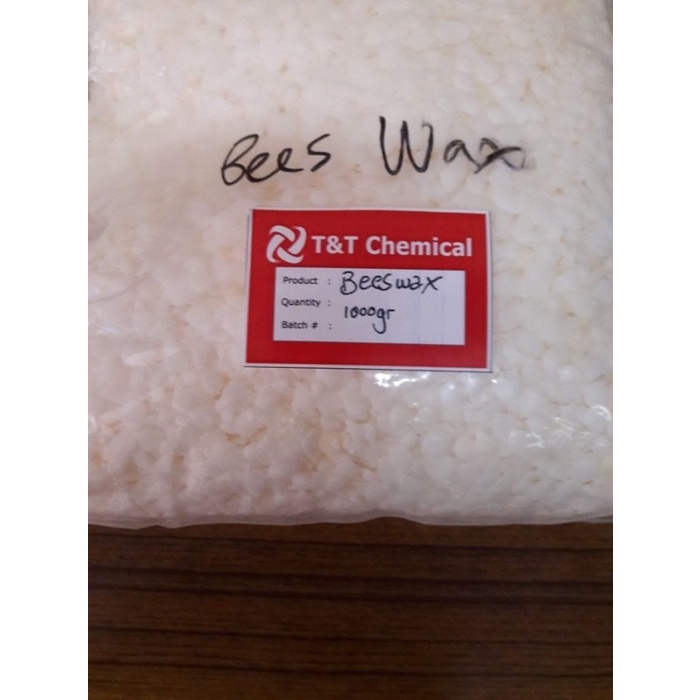 Bees Wax
T&T Chemical
Product : Beeswax
Quantity : 1000gr
Batch # :